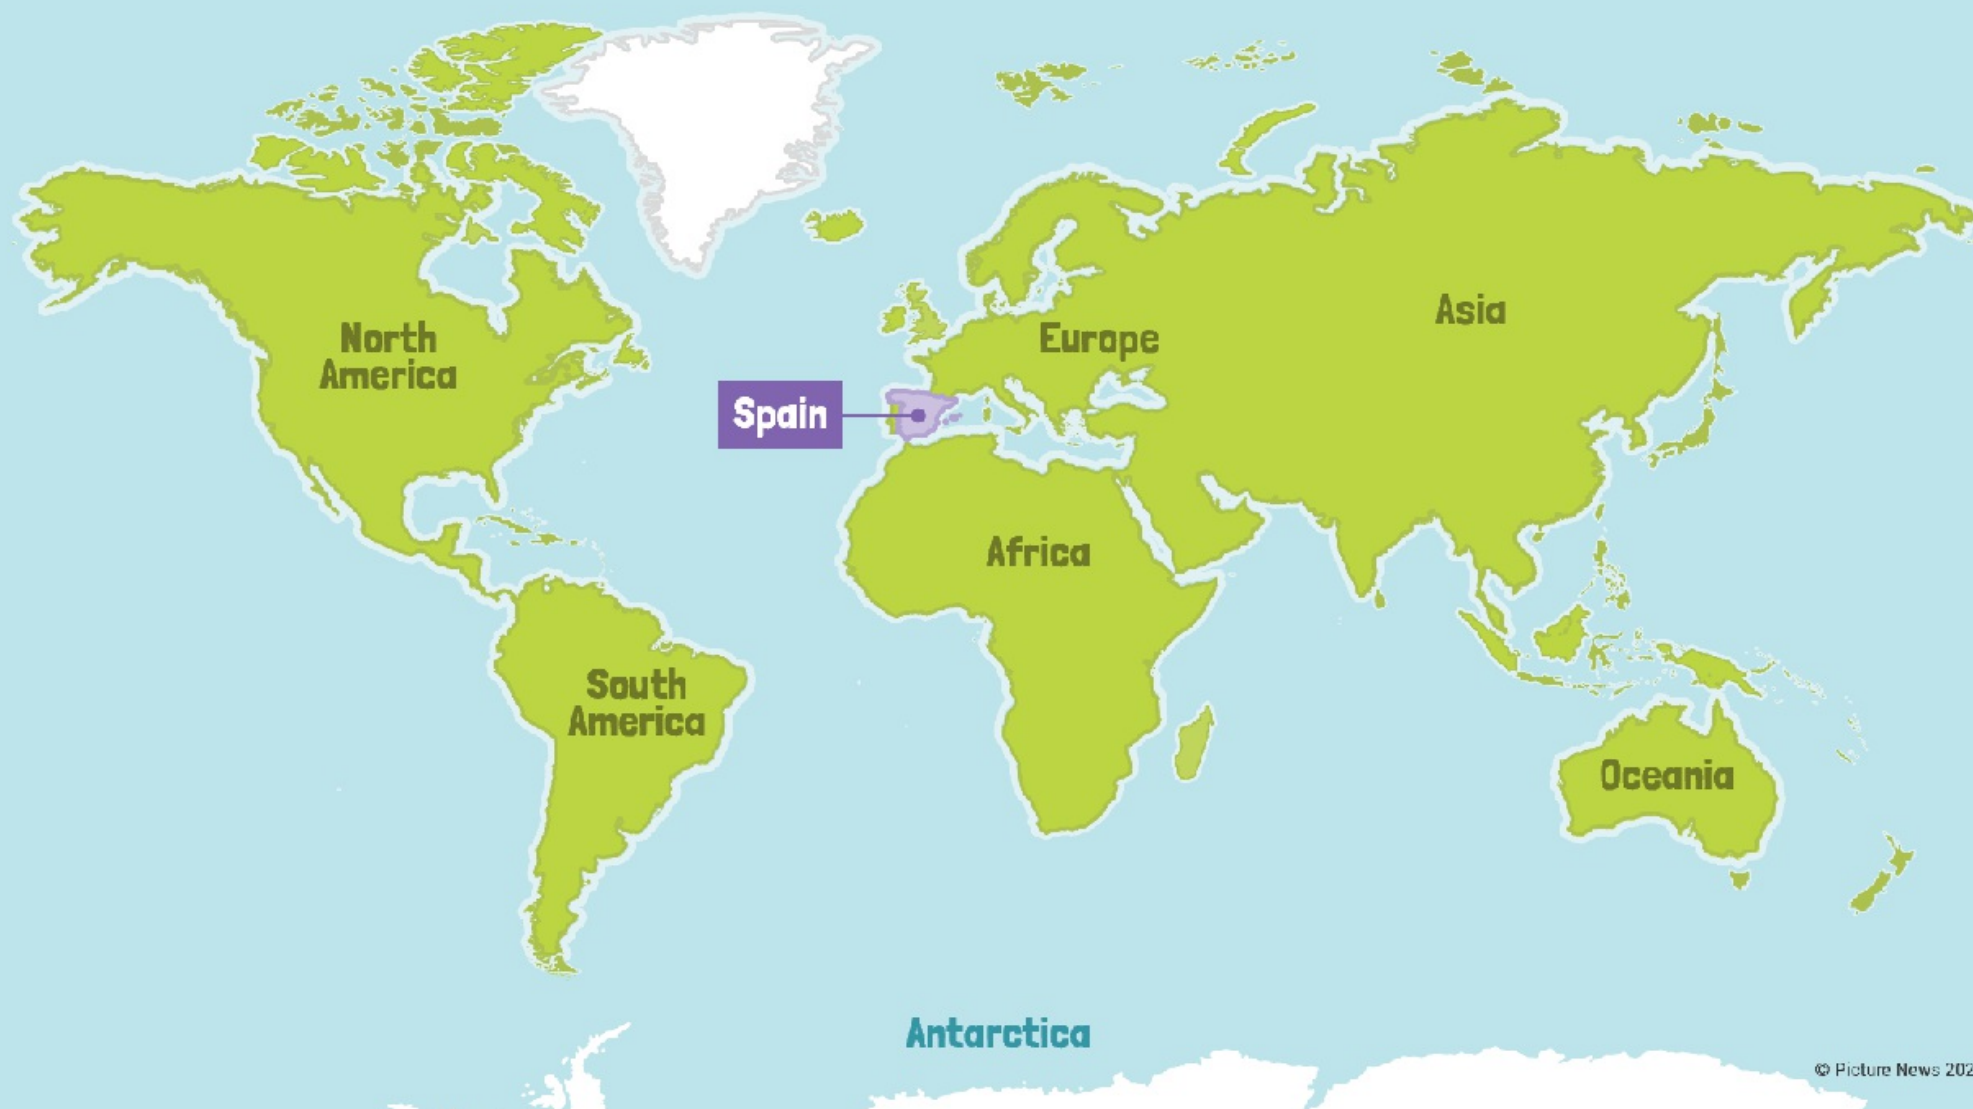 North
America
Europe
Asia
Spain
Africa
South
America
Oceania
Antarctica
© Picture News 202